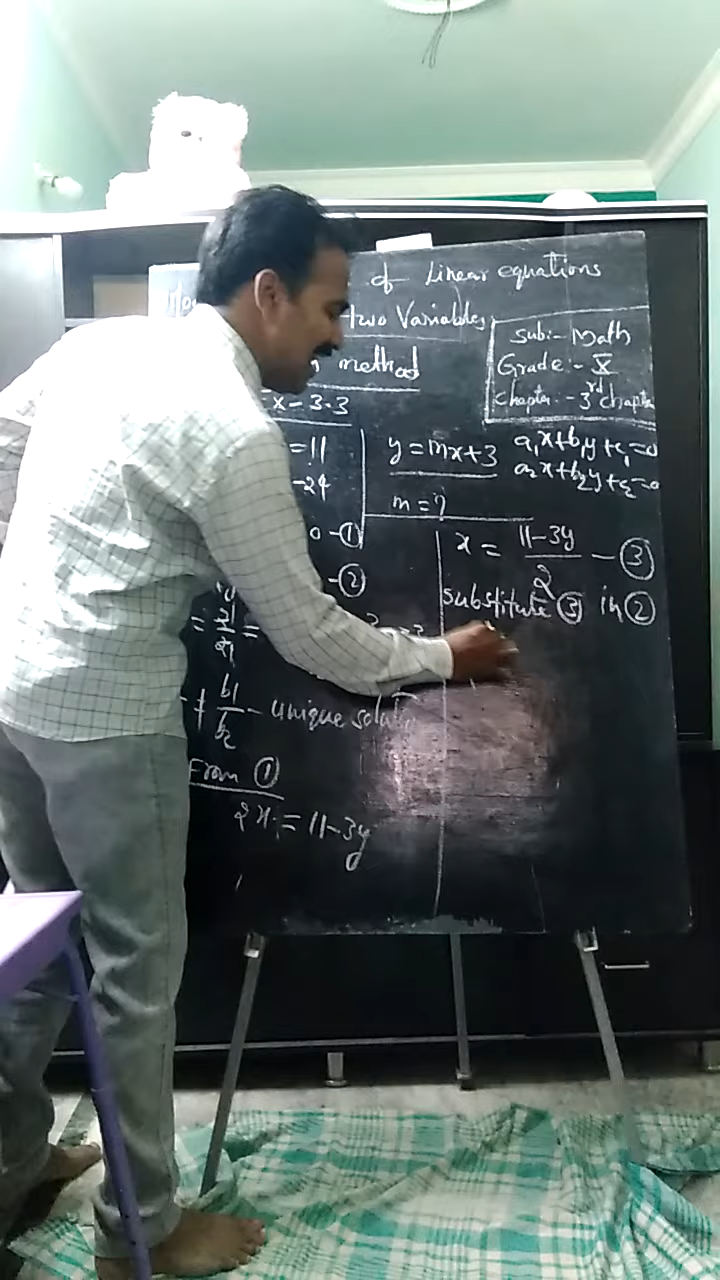 of Linear equations
two Variables
method
Sub:- Math
Grade:- X
Chapter:- 3rd chapter
Ex-3.3
=11
-24
y=mx+3
m=?
a₁x+b₁y+c₁=0
a₂x+b₂y+c₂=0
0-①
-②
≠ b₁/b₂ - unique solution
From ①
2x=11-3y
x = (11-3y)/2 - ③
substitute ③ in ②